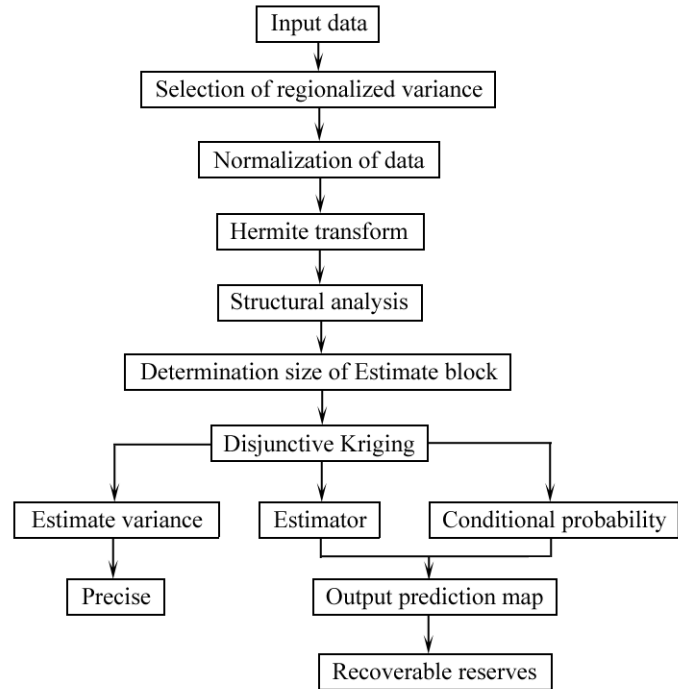 Input data
Selection of regionalized variance
Normalization of data
Hermite transform
Structural analysis
Determination size of Estimate block
Disjunctive Kriging
Estimate variance
Estimator
Conditional probability
Precise
Output prediction map
Recoverable reserves